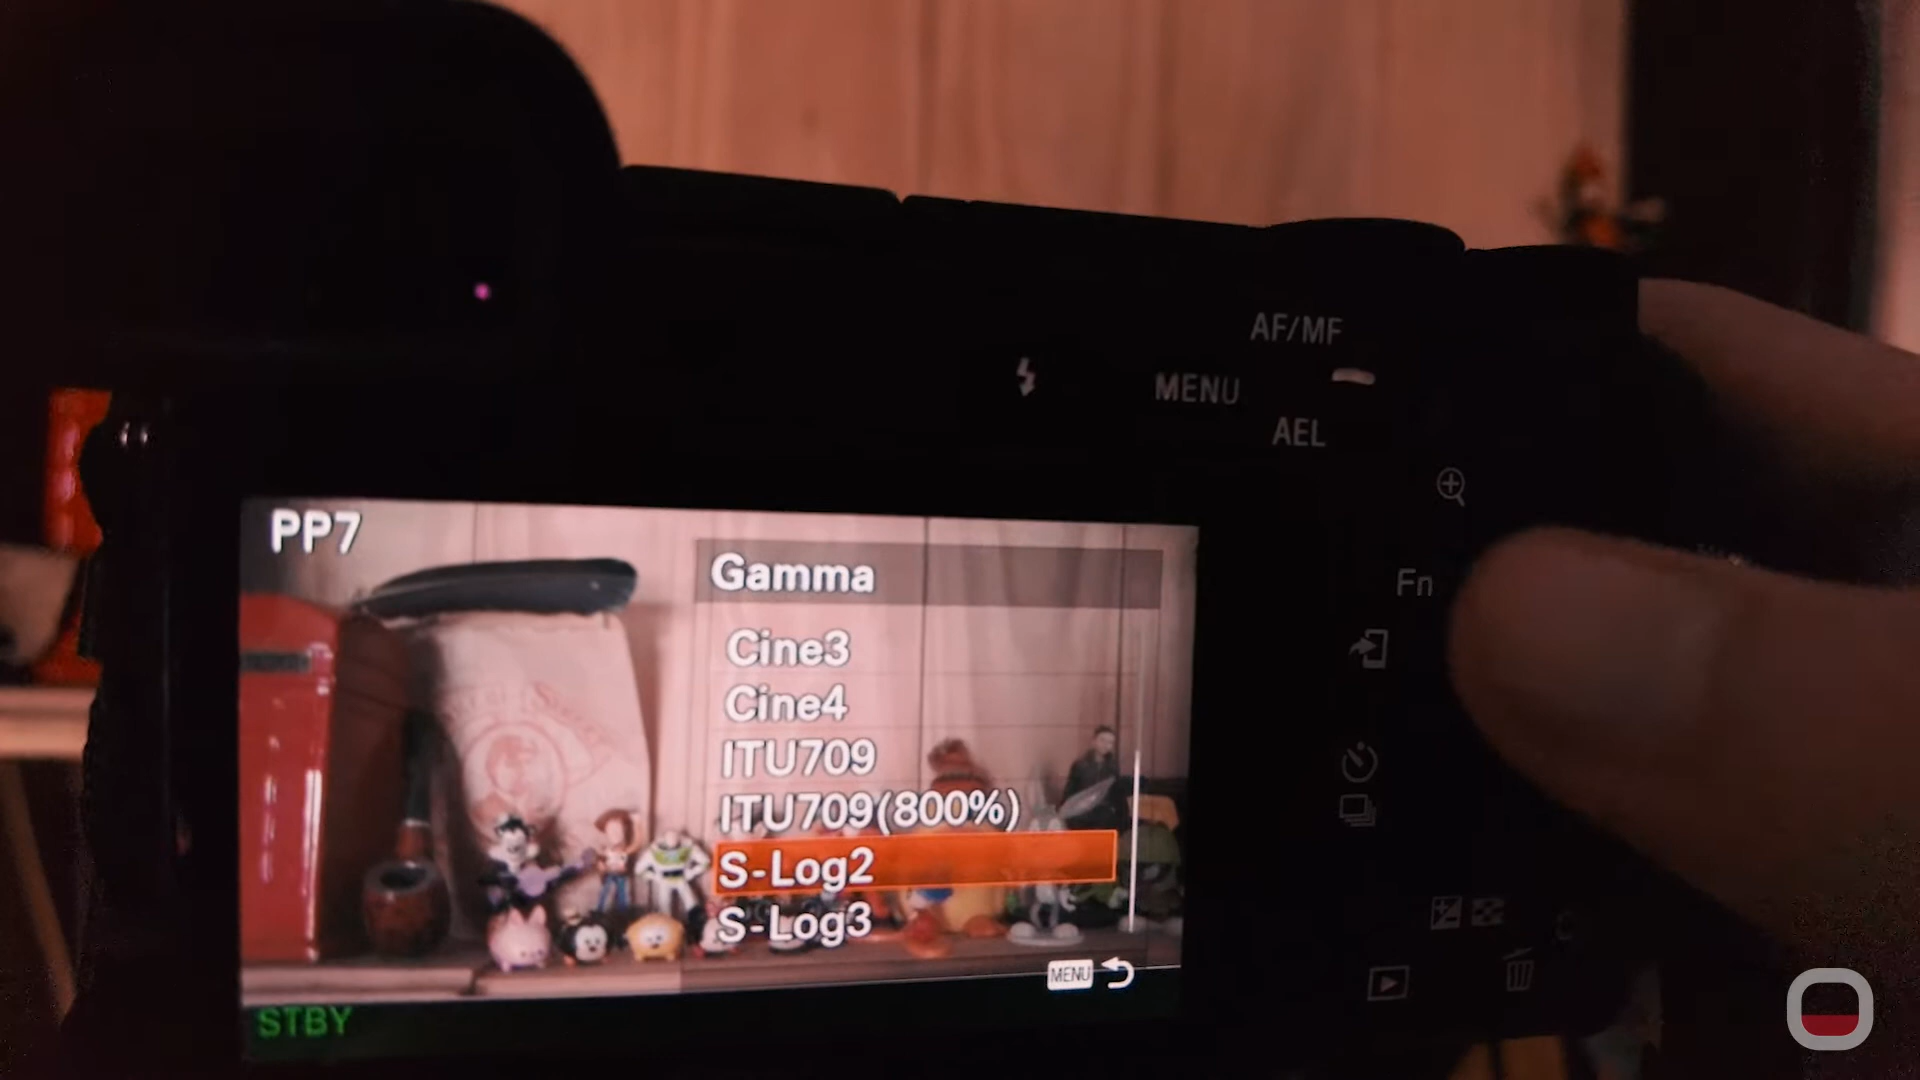 AF/MF
MENU
AEL
PP7
Gamma
Fn
Cine3
Cine4
ITU709
ITU709(800%)
S-Log2
S-Log3
MENU
STBY